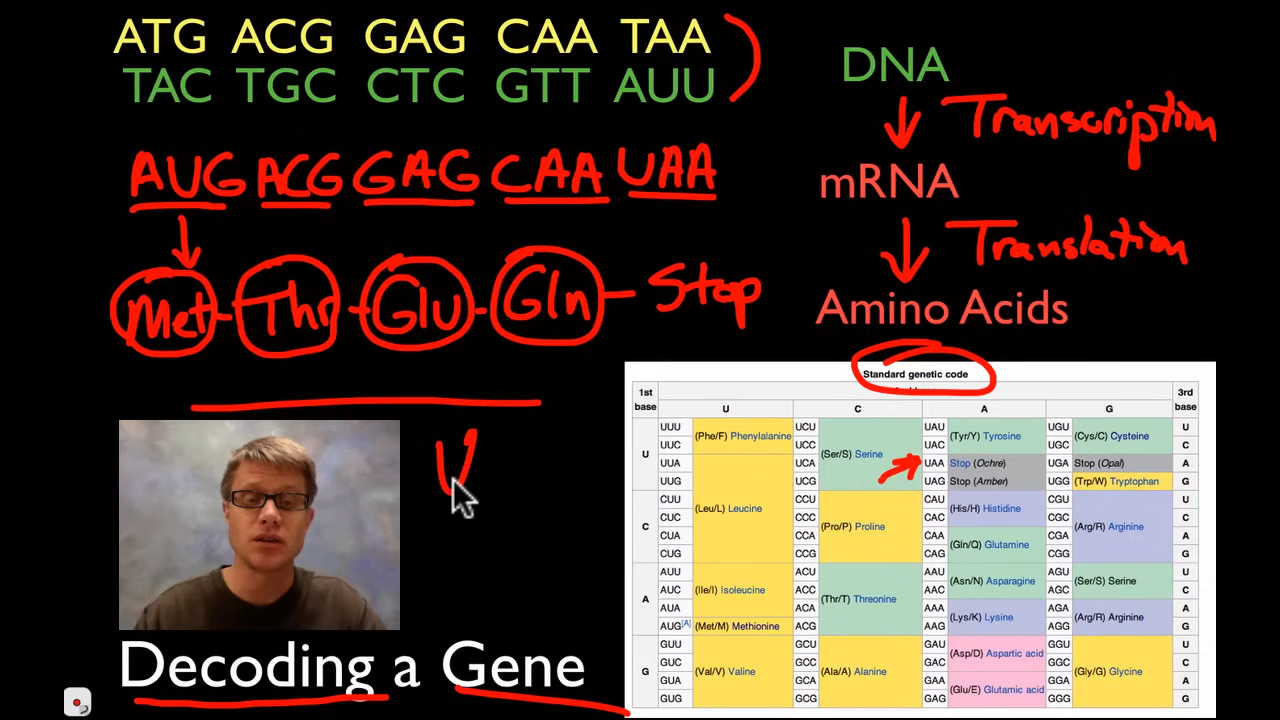 ATG ACG GAG CAA TAA
TAC TGC CTC GTT AUU
AUG ACG GAG CAA UAA
Met Thr Glu Gln Stop
DNA
Transcription
mRNA
Translation
Amino Acids
Standard genetic code
1st base
3rd base
U C A G
U
UUU (Phe/F) Phenylalanine UCU (Ser/S) Serine UAU (Tyr/Y) Tyrosine UGU (Cys/C) Cysteine U
UUC UCC UAC UGC C
UUA (Leu/L) Leucine UCA UAA Stop (Ochre) UGA Stop (Opal) A
UUG UCG UAG Stop (Amber) UGG (Trp/W) Tryptophan G
C
CUU CCU (Pro/P) Proline CAU (His/H) Histidine CGU (Arg/R) Arginine U
CUC CCC CAC CGC C
CUA CCA CAA (Gln/Q) Glutamine CGA A
CUG CCG CAG CGG G
A
AUU (Ile/I) Isoleucine ACU (Thr/T) Threonine AAU (Asn/N) Asparagine AGU (Ser/S) Serine U
AUC ACC AAC AGC C
AUA ACA AAA (Lys/K) Lysine AGA (Arg/R) Arginine A
AUG[A] (Met/M) Methionine ACG AAG AGG G
G
GUU (Val/V) Valine GCU (Ala/A) Alanine GAU (Asp/D) Aspartic acid GGU (Gly/G) Glycine U
GUC GCC GAC GGC C
GUA GCA GAA (Glu/E) Glutamic acid GGA A
GUG GCG GAG GGG G
Decoding a Gene